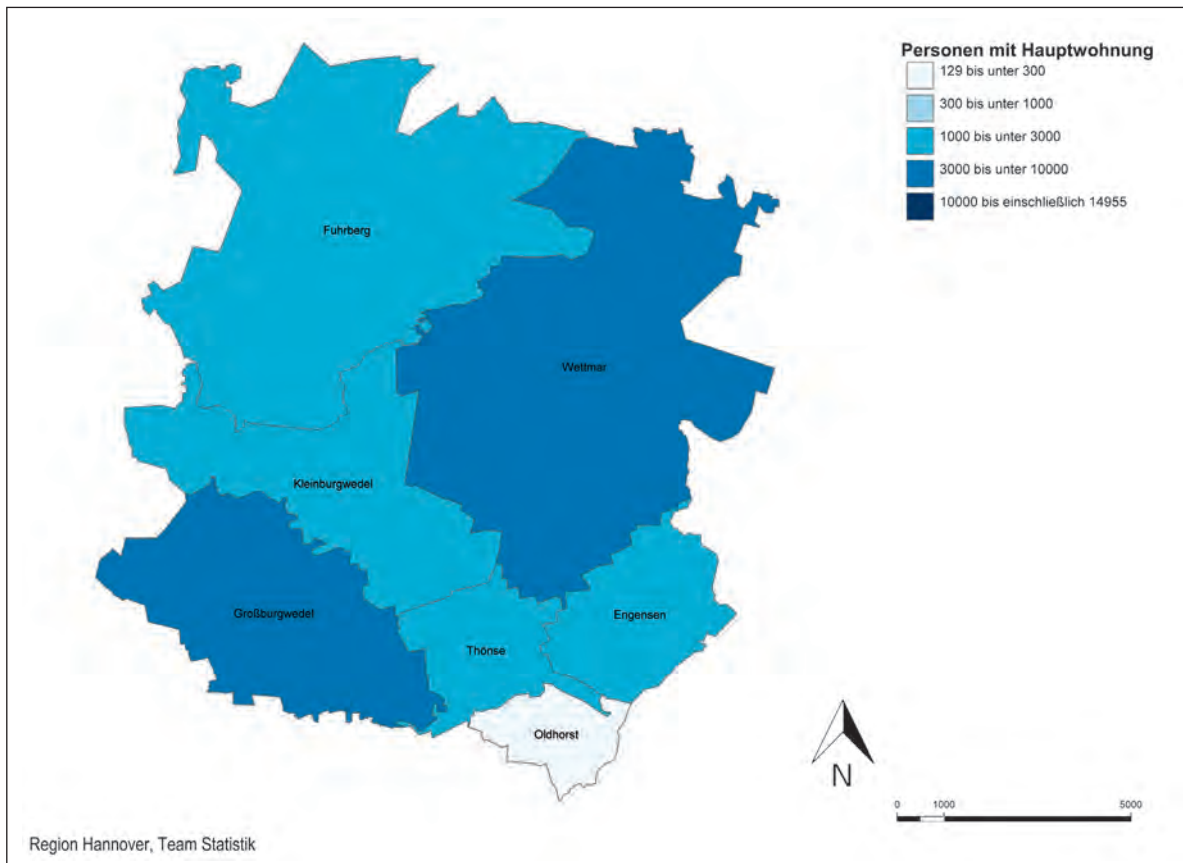 Personen mit Hauptwohnung
129 bis unter 300
300 bis unter 1000
1000 bis unter 3000
3000 bis unter 10000
10000 bis einschließlich 14955
Fuhrberg
Wettmar
Kleinburgwedel
Großburgwedel
Engensen
Thönse
Oldhorst
N
0 1000 5000
Region Hannover, Team Statistik